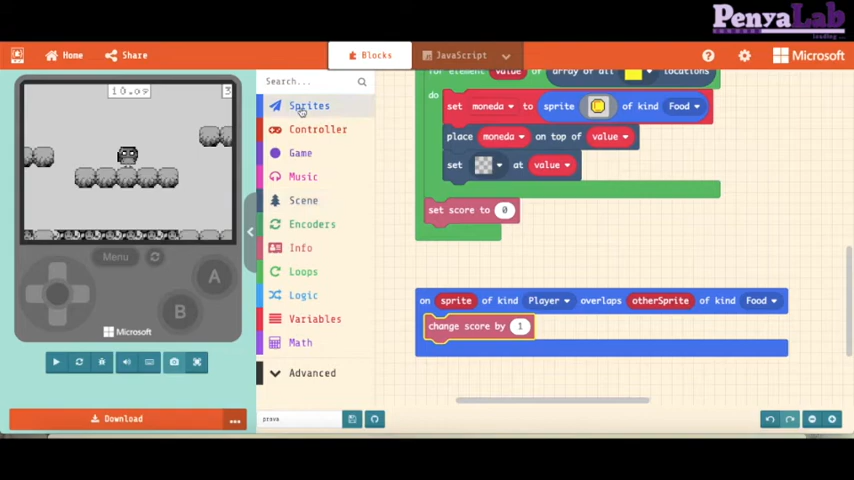 PenyaLab
loading...
Home
Share
Blocks
JavaScript
Microsoft
Search...
Sprites
Controller
Game
Music
Scene
Encoders
Info
Loops
Logic
Variables
Math
Advanced
for element value of array of all locations
do
set moneda to sprite of kind Food
place moneda on top of value
set at value
set score to 0
on sprite of kind Player overlaps otherSprite of kind Food
change score by 1
3
Menu
A
B
Microsoft
Download
prova